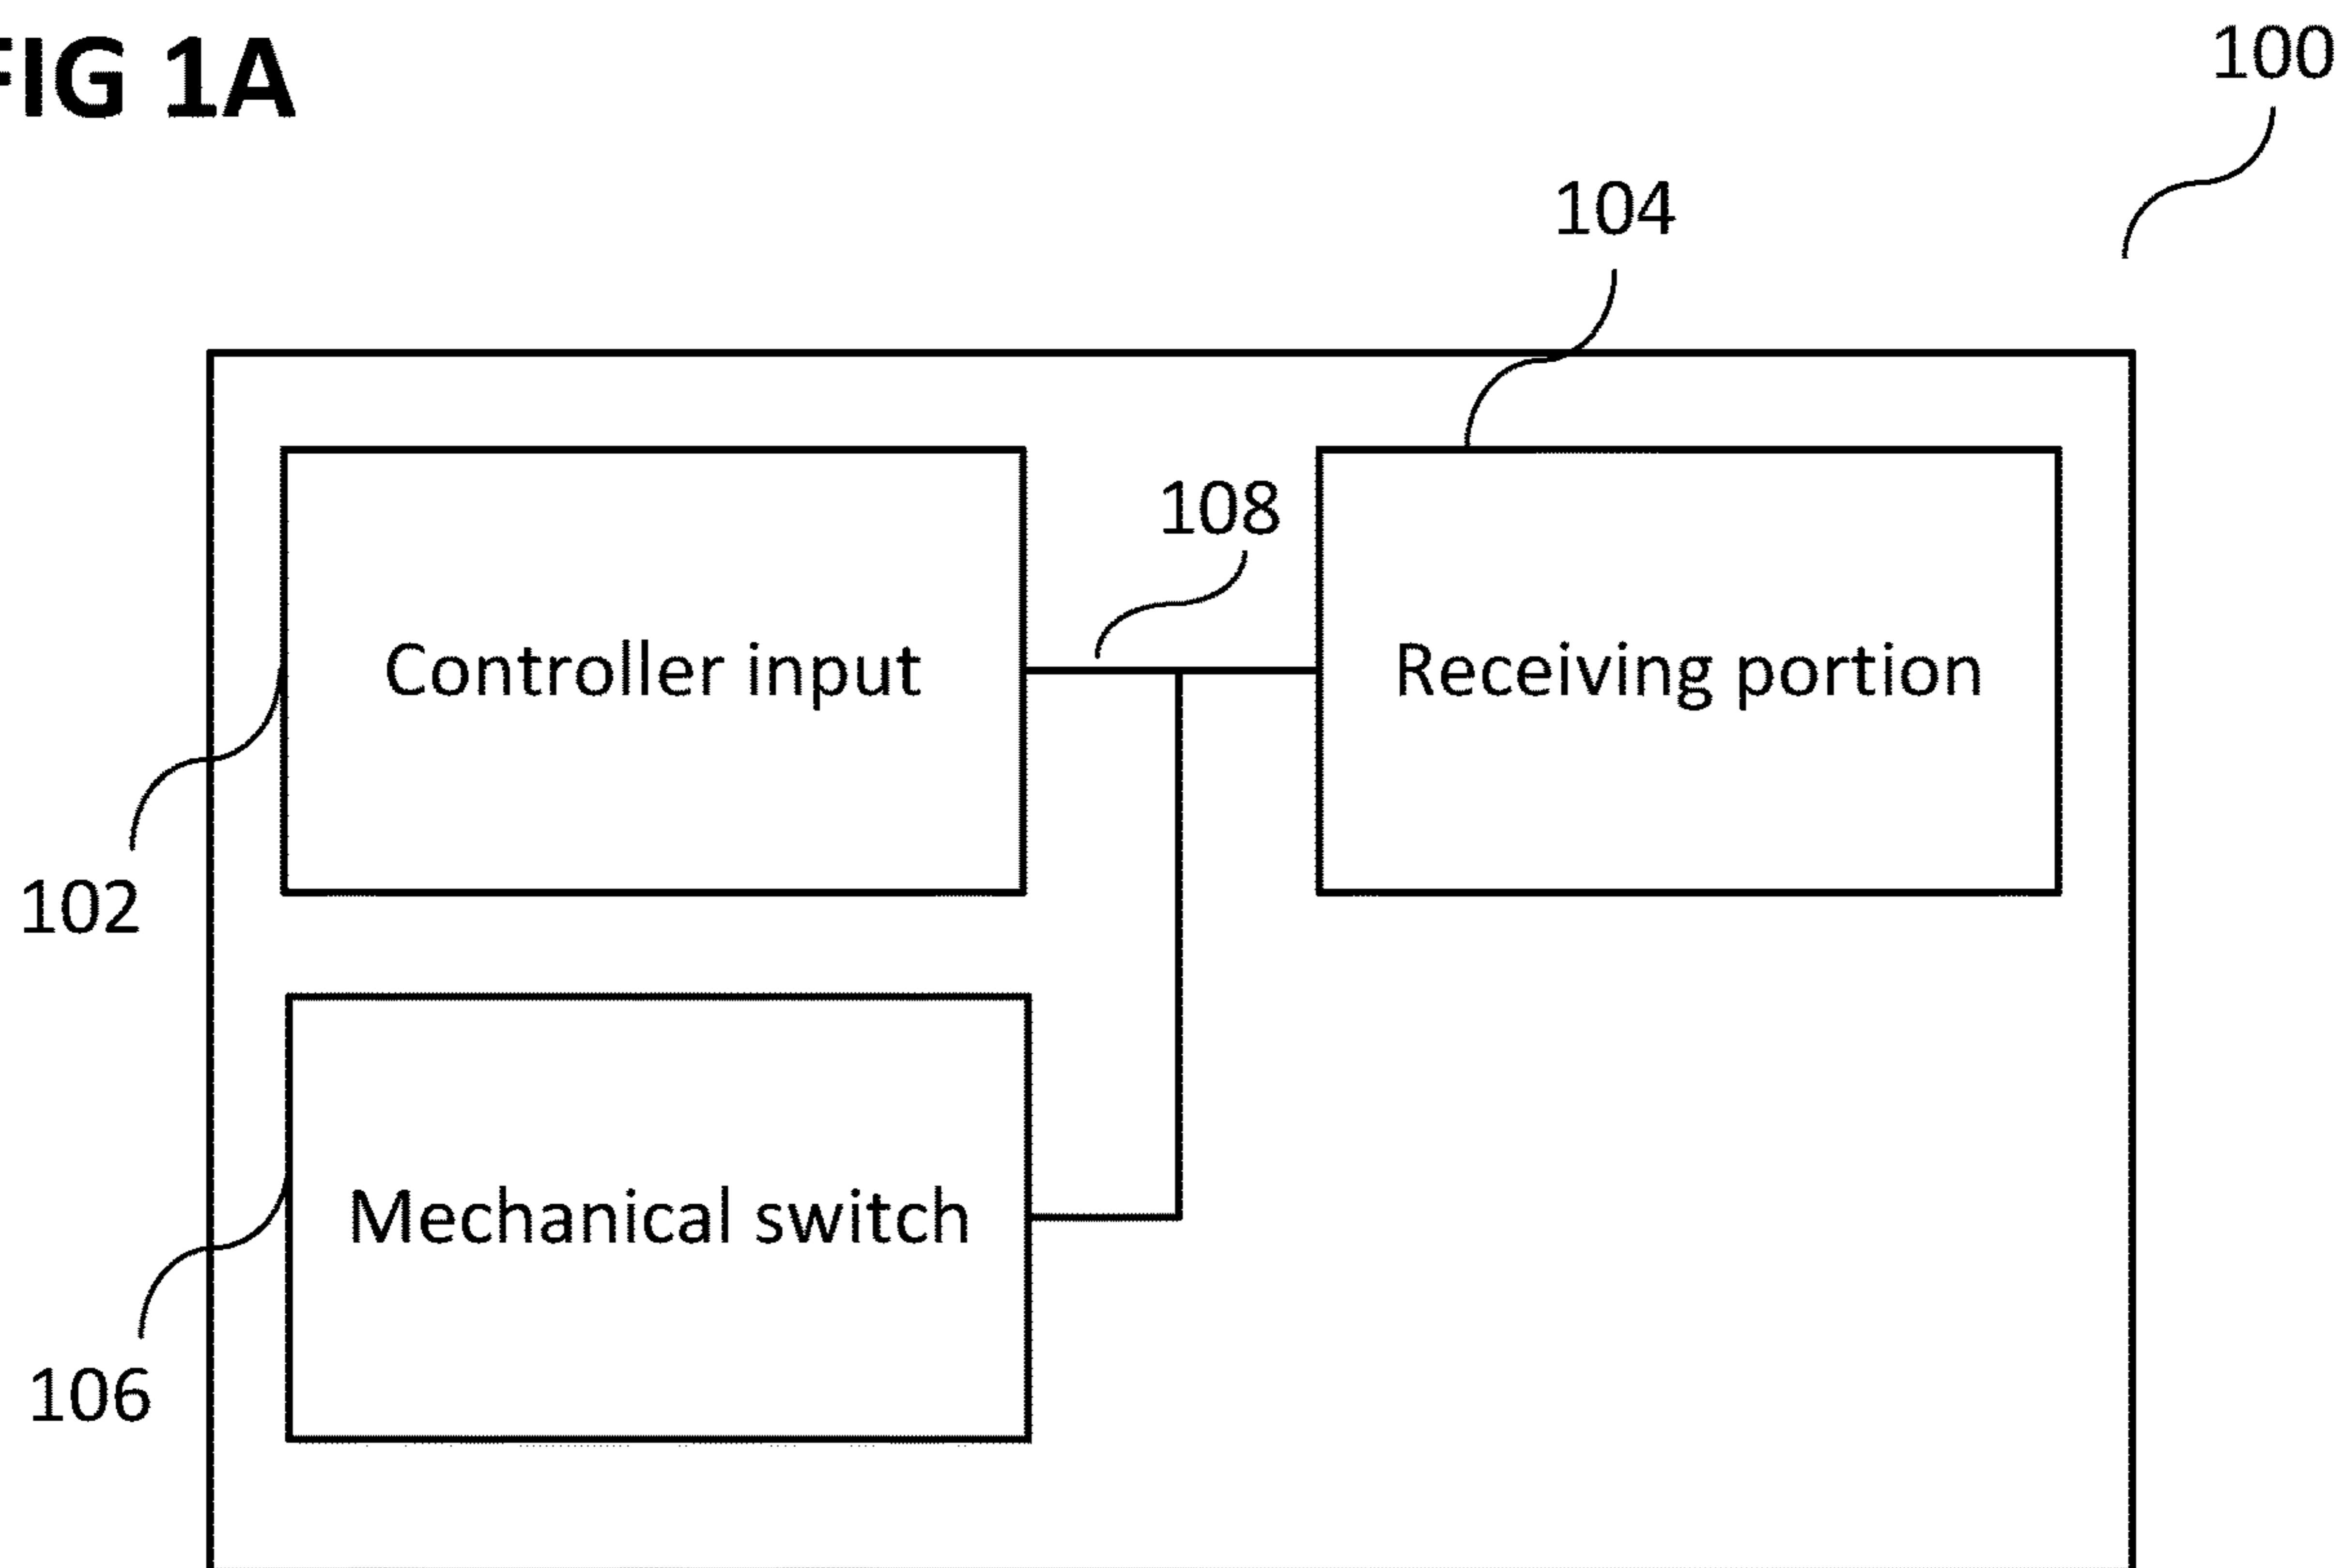 FIG 1A
100
104
108
Controller input
Receiving portion
102
Mechanical switch
106